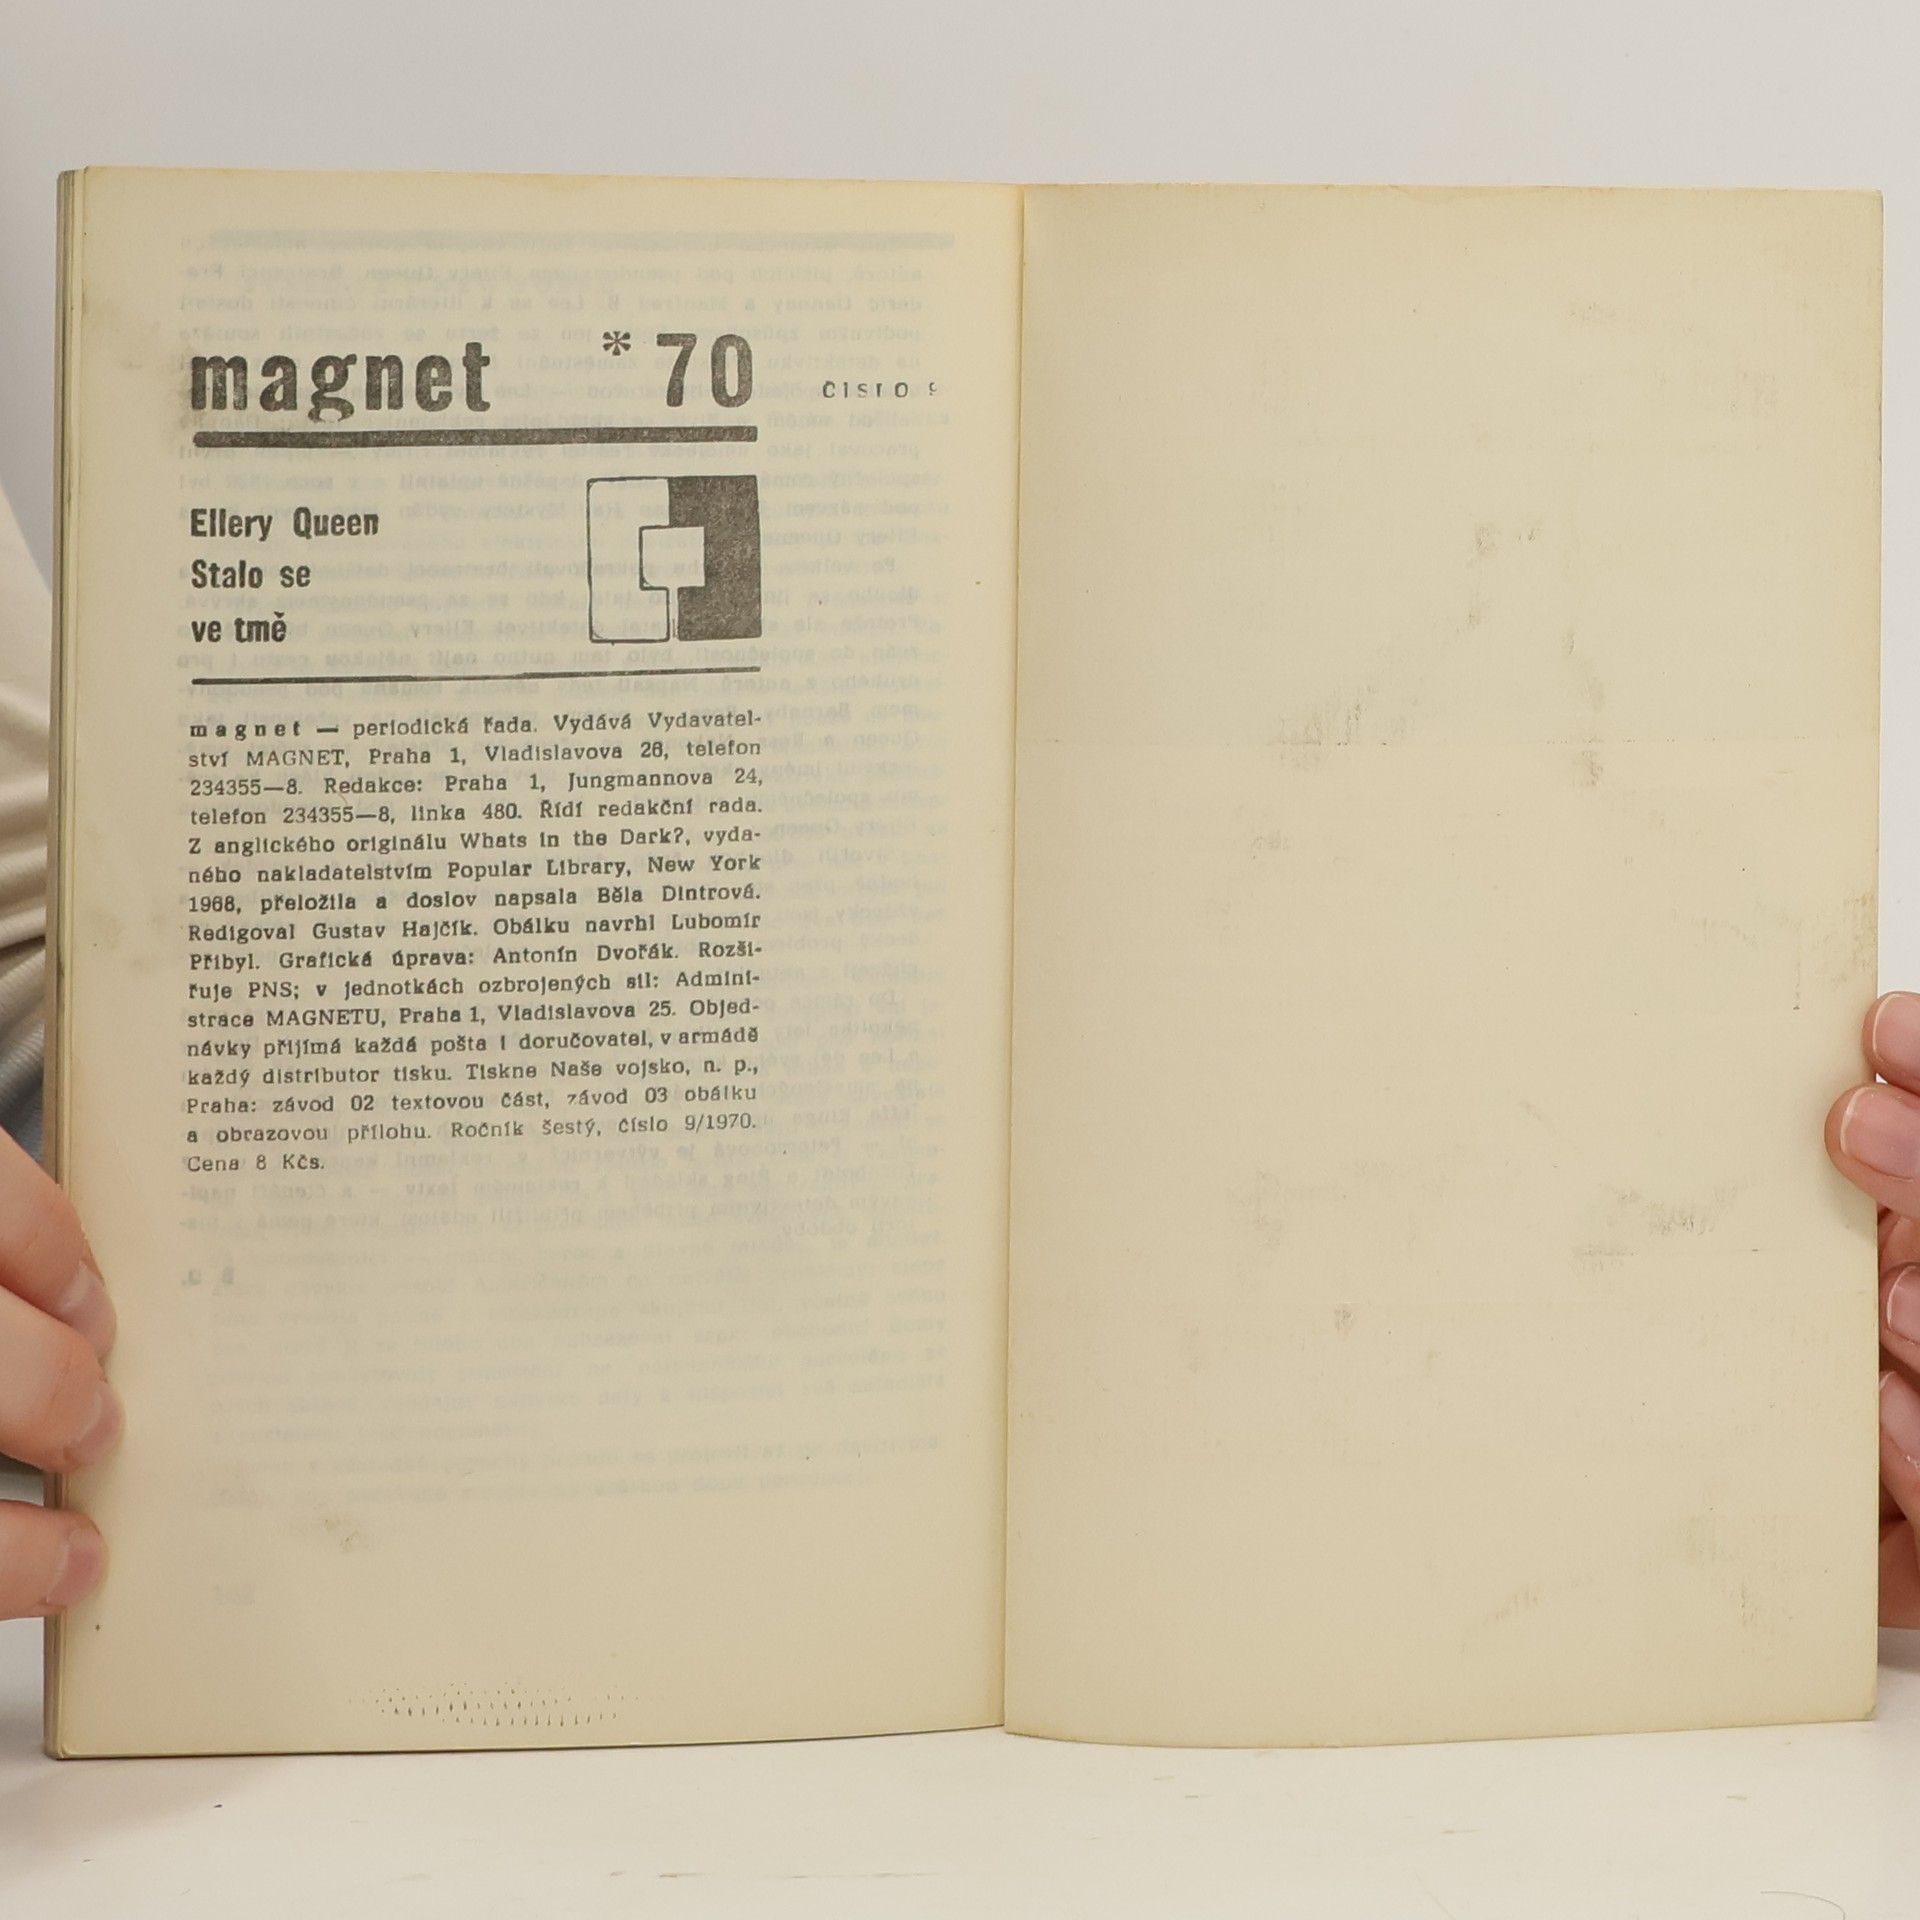 magnet * 70 ČÍSLO 9
Ellery Queen
Stalo se
ve tmě
magnet — periodická řada. Vydává Vydavatel-
ství MAGNET, Praha 1, Vladislavova 26, telefon
234355—8. Redakce: Praha 1, Jungmannova 24,
telefon 234355—8, linka 480. Řídí redakční rada.
Z anglického originálu Whats in the Dark?, vyda-
ného nakladatelstvím Popular Library, New York
1968, přeložila a doslov napsala Běla Dintrová.
Redigoval Gustav Hajčík. Obálku navrhl Lubomír
Přibyl. Grafická úprava: Antonín Dvořák. Rozši-
řuje PNS; v jednotkách ozbrojených sil: Admini-
strace MAGNETU, Praha 1, Vladislavova 25. Objed-
návky přijímá každá pošta i doručovatel, v armádě
každý distributor tisku. Tiskne Naše vojsko, n. p.,
Praha: závod 02 textovou část, závod 03 obálku
a obrazovou přílohu. Ročník šestý, číslo 9/1970.
Cena 8 Kčs.